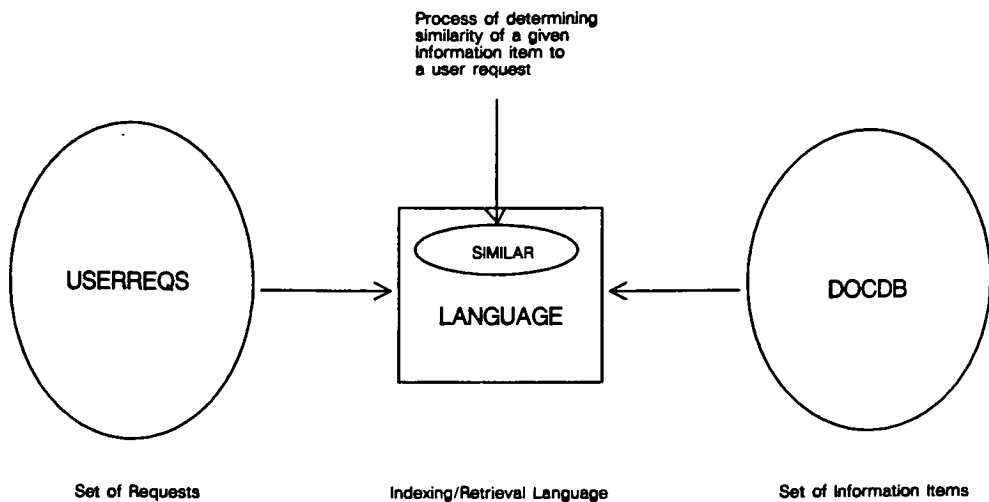 Process of determining
similarity of a given
information item to
a user request
SIMILAR
USERREQS
LANGUAGE
DOCDB
Set of Requests
Indexing/Retrieval Language
Set of Information Items